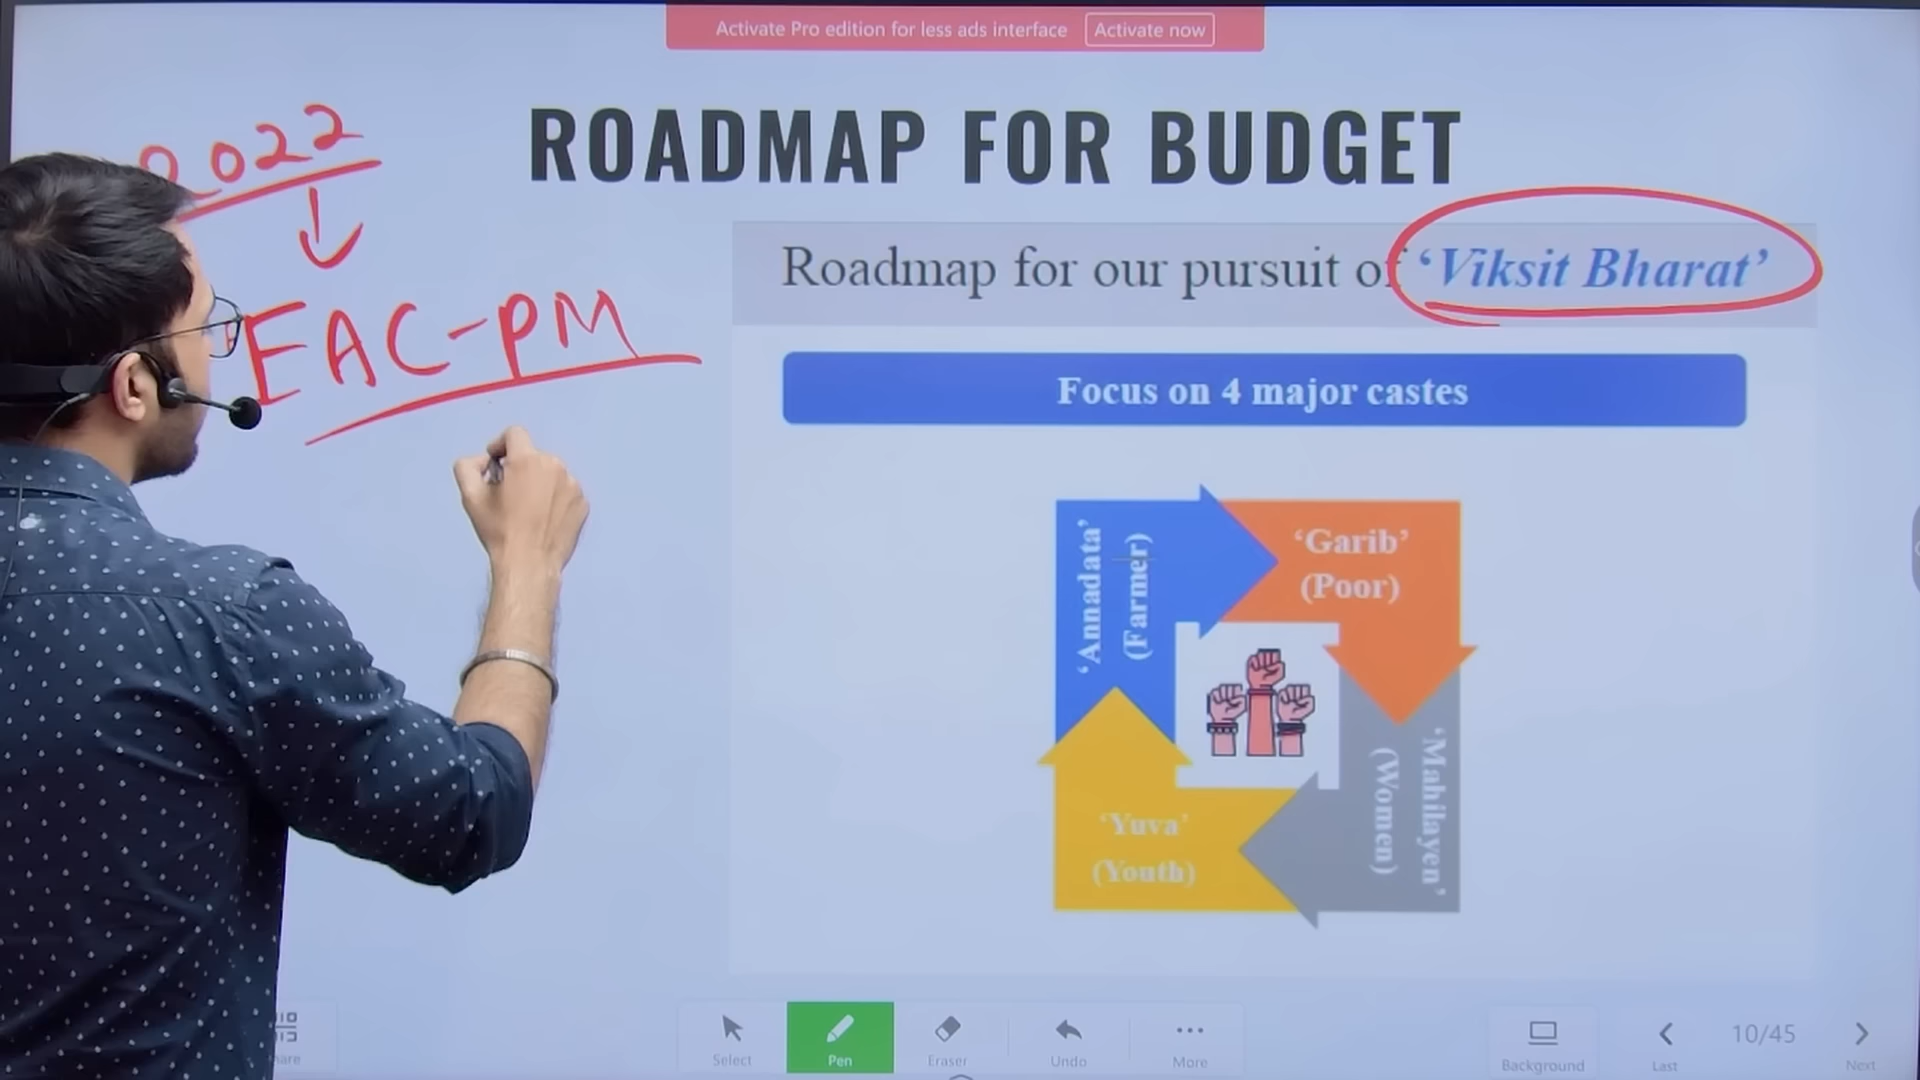 Activate Pro edition for less ads interface Activate now
ROADMAP FOR BUDGET
2022
EAC-PM
Roadmap for our pursuit of ‘Viksit Bharat’
Focus on 4 major castes
‘Annadata’
(Farmer)
‘Garib’
(Poor)
‘Mahilayen’
(Women)
‘Yuva’
(Youth)
Select
Pen
Eraser
Undo
More
Background
Last
10/45
Next